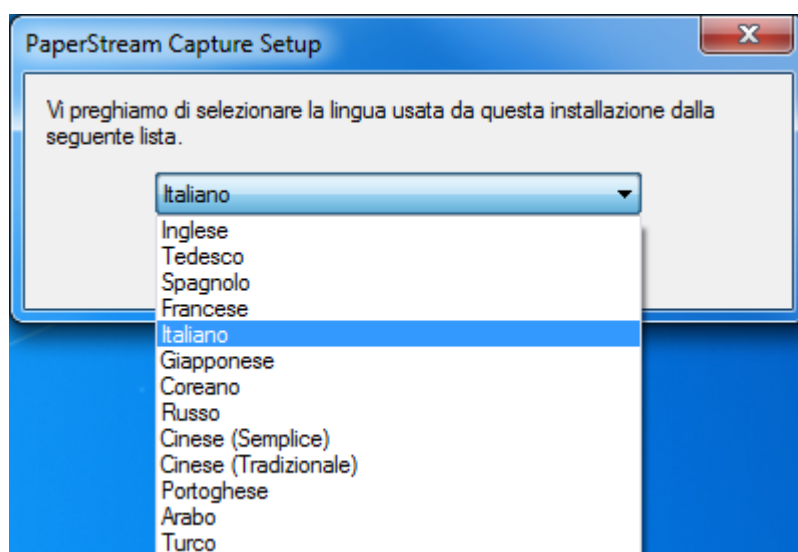 PaperStream Capture Setup
Vi preghiamo di selezionare la lingua usata da questa installazione dalla
seguente lista.
Italiano
Inglese
Tedesco
Spagnolo
Francese
Italiano
Giapponese
Coreano
Russo
Cinese (Semplice)
Cinese (Tradizionale)
Portoghese
Arabo
Turco